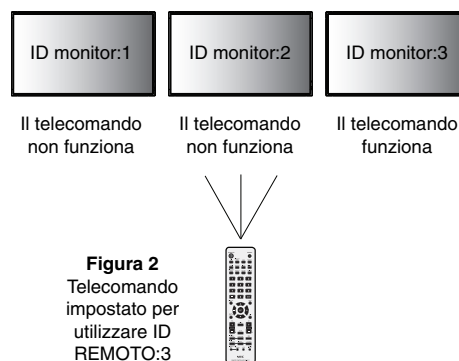 ID monitor:1
ID monitor:2
ID monitor:3
Il telecomando
non funziona
Il telecomando
non funziona
Il telecomando
funziona
Figura 2
Telecomando
impostato per
utilizzare ID
REMOTO:3